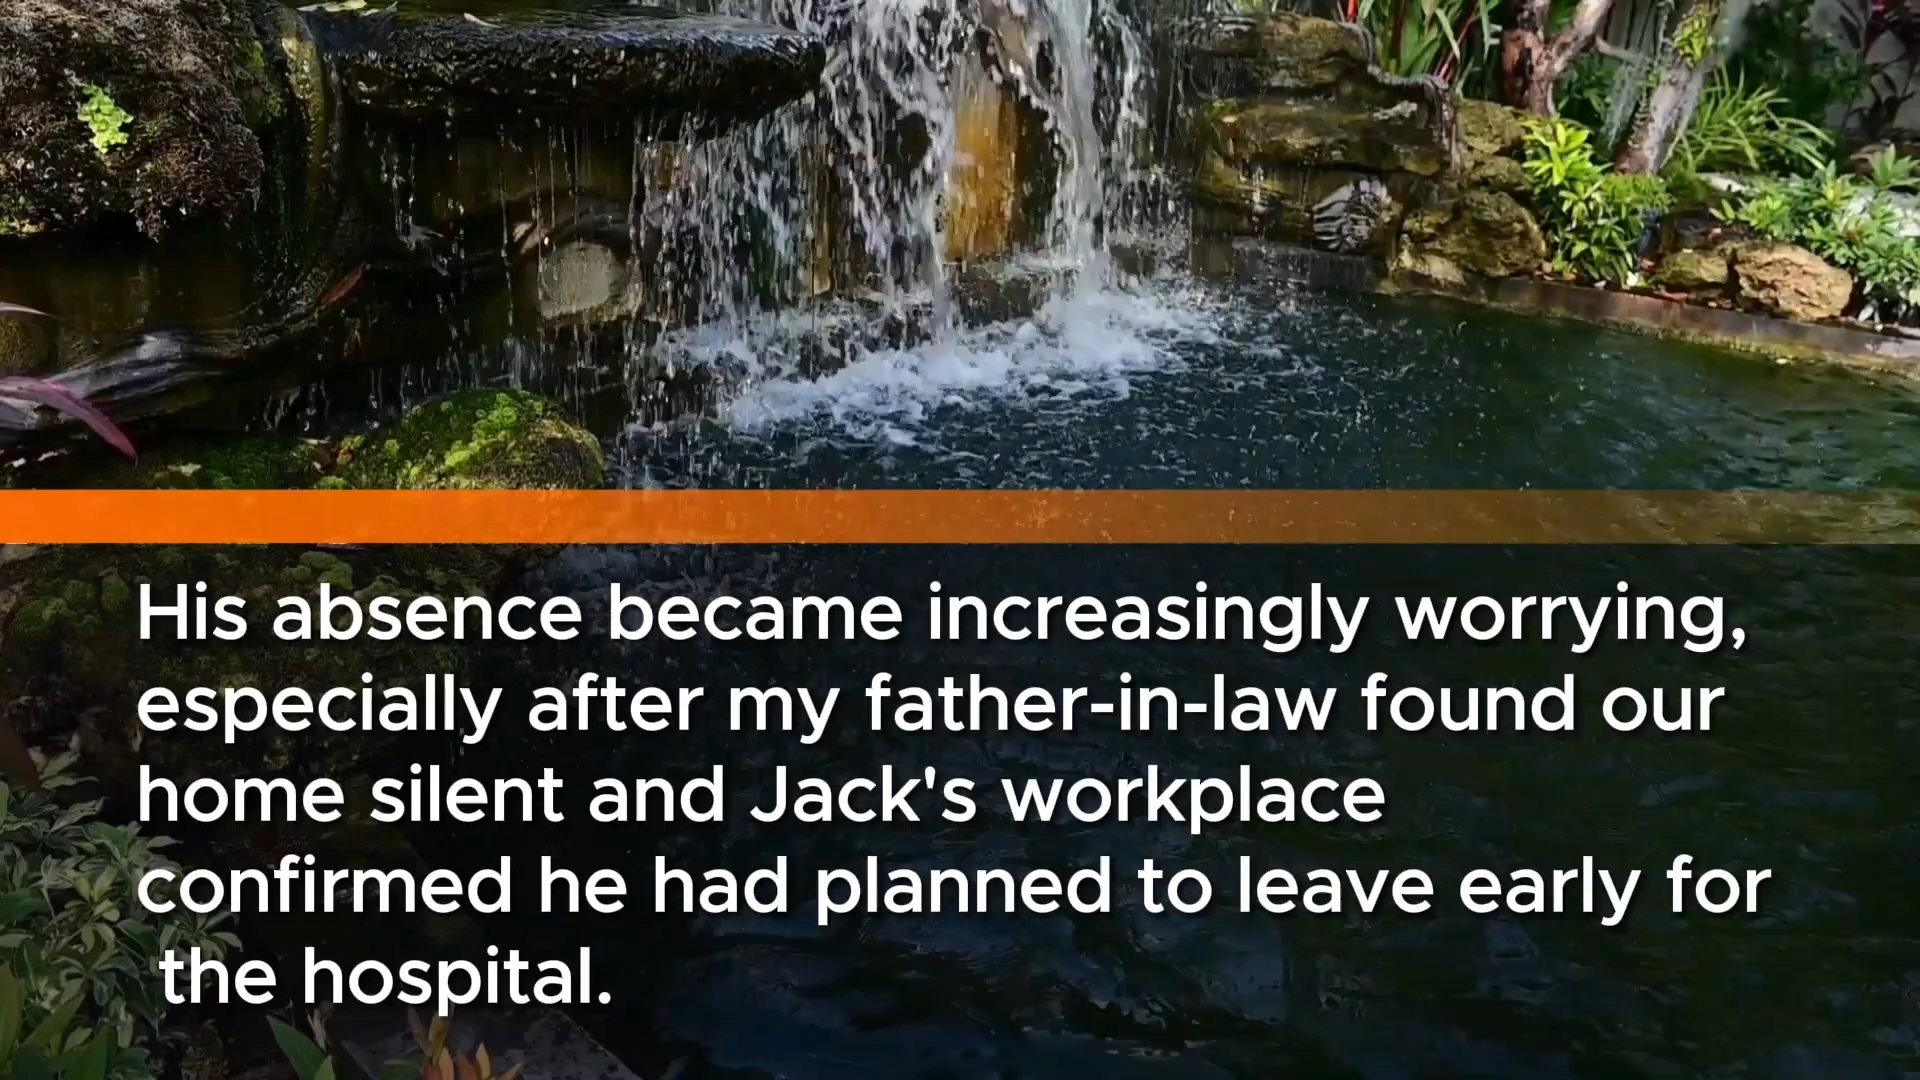 His absence became increasingly worrying,
especially after my father-in-law found our
home silent and Jack's workplace
confirmed he had planned to leave early for
the hospital.